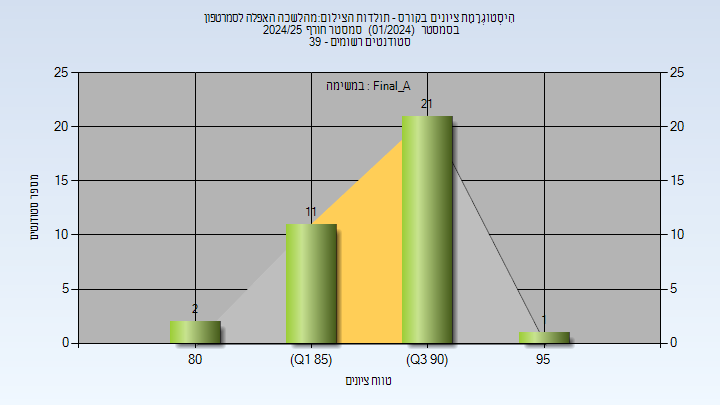 היסטוגרמת ציונים בקורס - תולדות הצילום:מהלשכה האפלה לסמרטפון
בסמסטר (01/2024) סמסטר חורף 2024/25
סטודנטים רשומים - 39
במשימה : Final_A
25
20
15
10
5
0
25
20
15
10
5
0
מספר סטודנטים
2
11
21
1
80
(Q1 85)
(Q3 90)
95
טווח ציונים